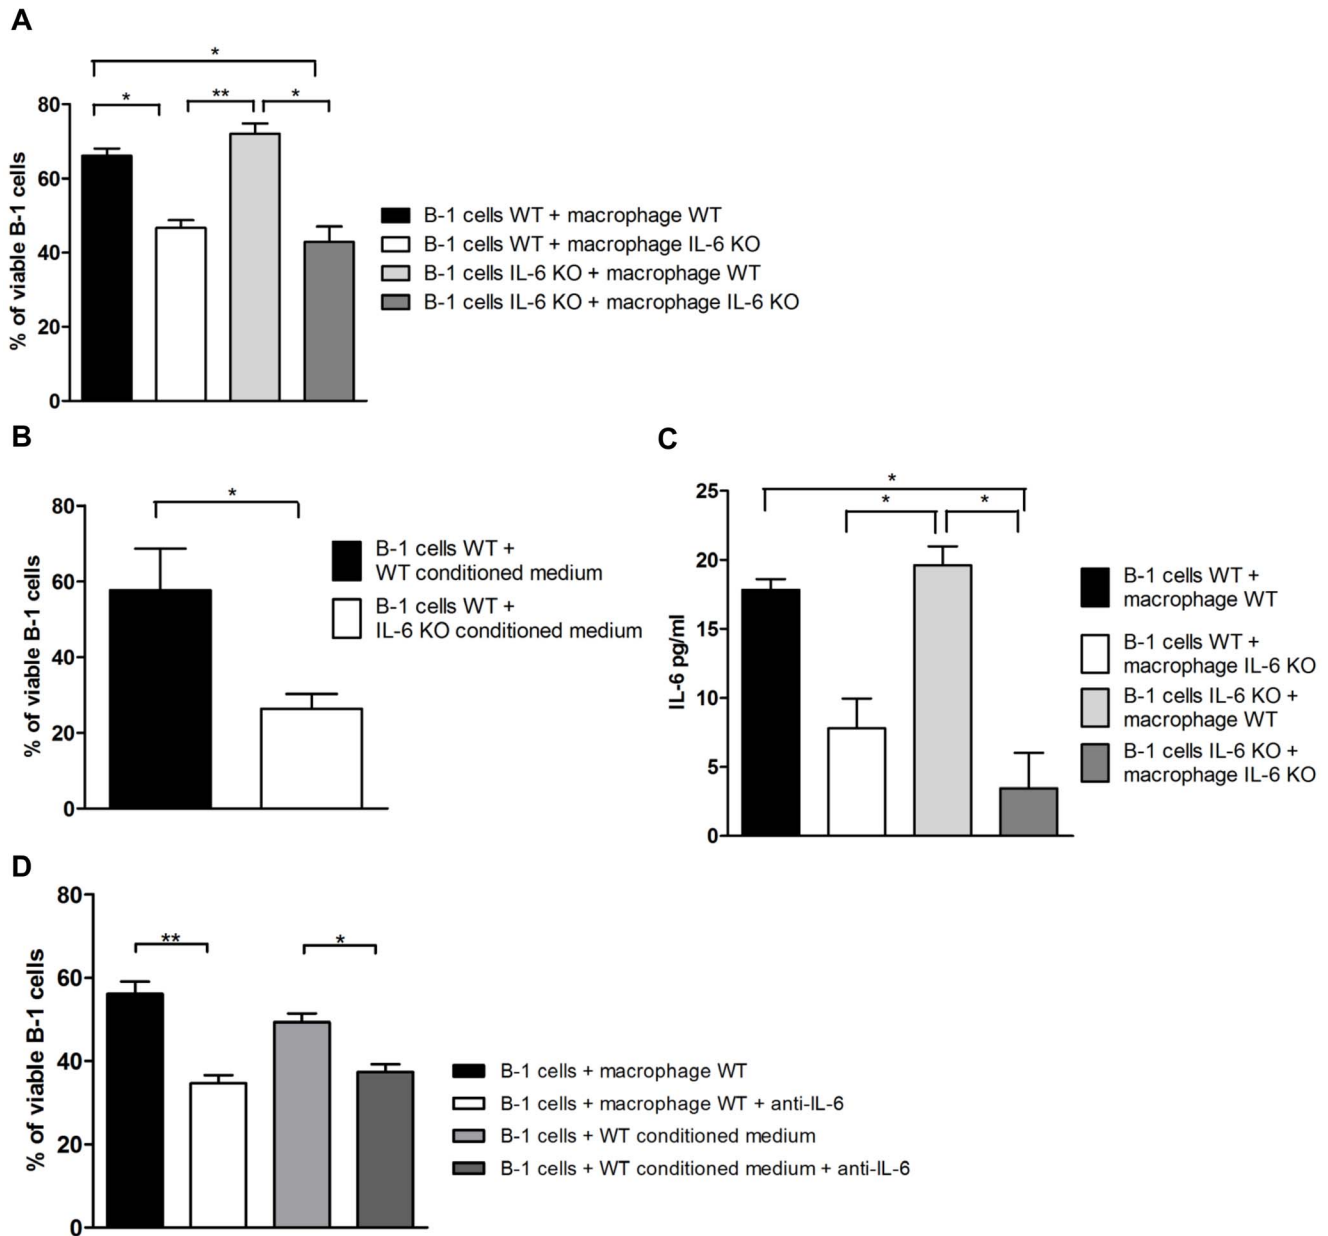 A
*
*
**
*
% of viable B-1 cells
80
60
40
20
0
B-1 cells WT + macrophage WT
B-1 cells WT + macrophage IL-6 KO
B-1 cells IL-6 KO + macrophage WT
B-1 cells IL-6 KO + macrophage IL-6 KO
B
*
% of viable B-1 cells
80
60
40
20
0
B-1 cells WT +
WT conditioned medium
B-1 cells WT +
IL-6 KO conditioned medium
C
*
*
*
IL-6 pg/ml
25
20
15
10
5
0
B-1 cells WT +
macrophage WT
B-1 cells WT +
macrophage IL-6 KO
B-1 cells IL-6 KO +
macrophage WT
B-1 cells IL-6 KO +
macrophage IL-6 KO
D
**
*
% of viable B-1 cells
80
60
40
20
0
B-1 cells + macrophage WT
B-1 cells + macrophage WT + anti-IL-6
B-1 cells + WT conditioned medium
B-1 cells + WT conditioned medium + anti-IL-6